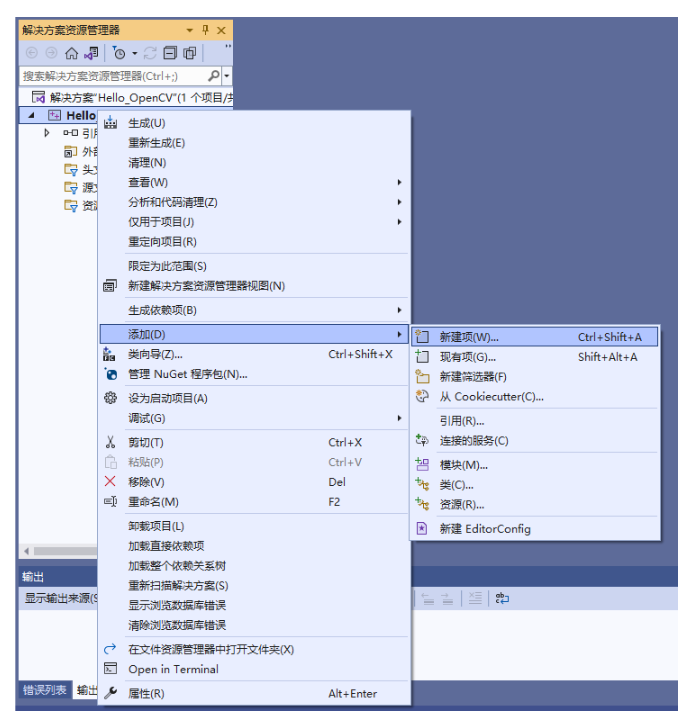 解决方案资源管理器
搜索解决方案资源管理器(Ctrl+;)
解决方案"Hello_OpenCV"(1 个项目/共
Hello_
引用
外部
头文
源文
资源
生成(U)
重新生成(E)
清理(N)
查看(W)
分析和代码清理(Z)
仅用于项目(J)
重定向项目(R)
限定为此范围(S)
新建解决方案资源管理器视图(N)
生成依赖项(B)
添加(D)
类向导(Z)... Ctrl+Shift+X
管理 NuGet 程序包(N)...
设为启动项目(A)
调试(G)
剪切(T) Ctrl+X
粘贴(P) Ctrl+V
移除(V) Del
重命名(M) F2
卸载项目(L)
加载直接依赖项
加载整个依赖关系树
重新扫描解决方案(S)
显示浏览数据库错误
清除浏览数据库错误
在文件资源管理器中打开文件夹(X)
Open in Terminal
属性(R) Alt+Enter
新建项(W)... Ctrl+Shift+A
现有项(G)... Shift+Alt+A
新建筛选器(F)
从 Cookiecutter(C)...
引用(R)...
连接的服务(C)
模块(M)...
类(C)...
资源(R)...
新建 EditorConfig
输出
显示输出来源(S
错误列表 输出